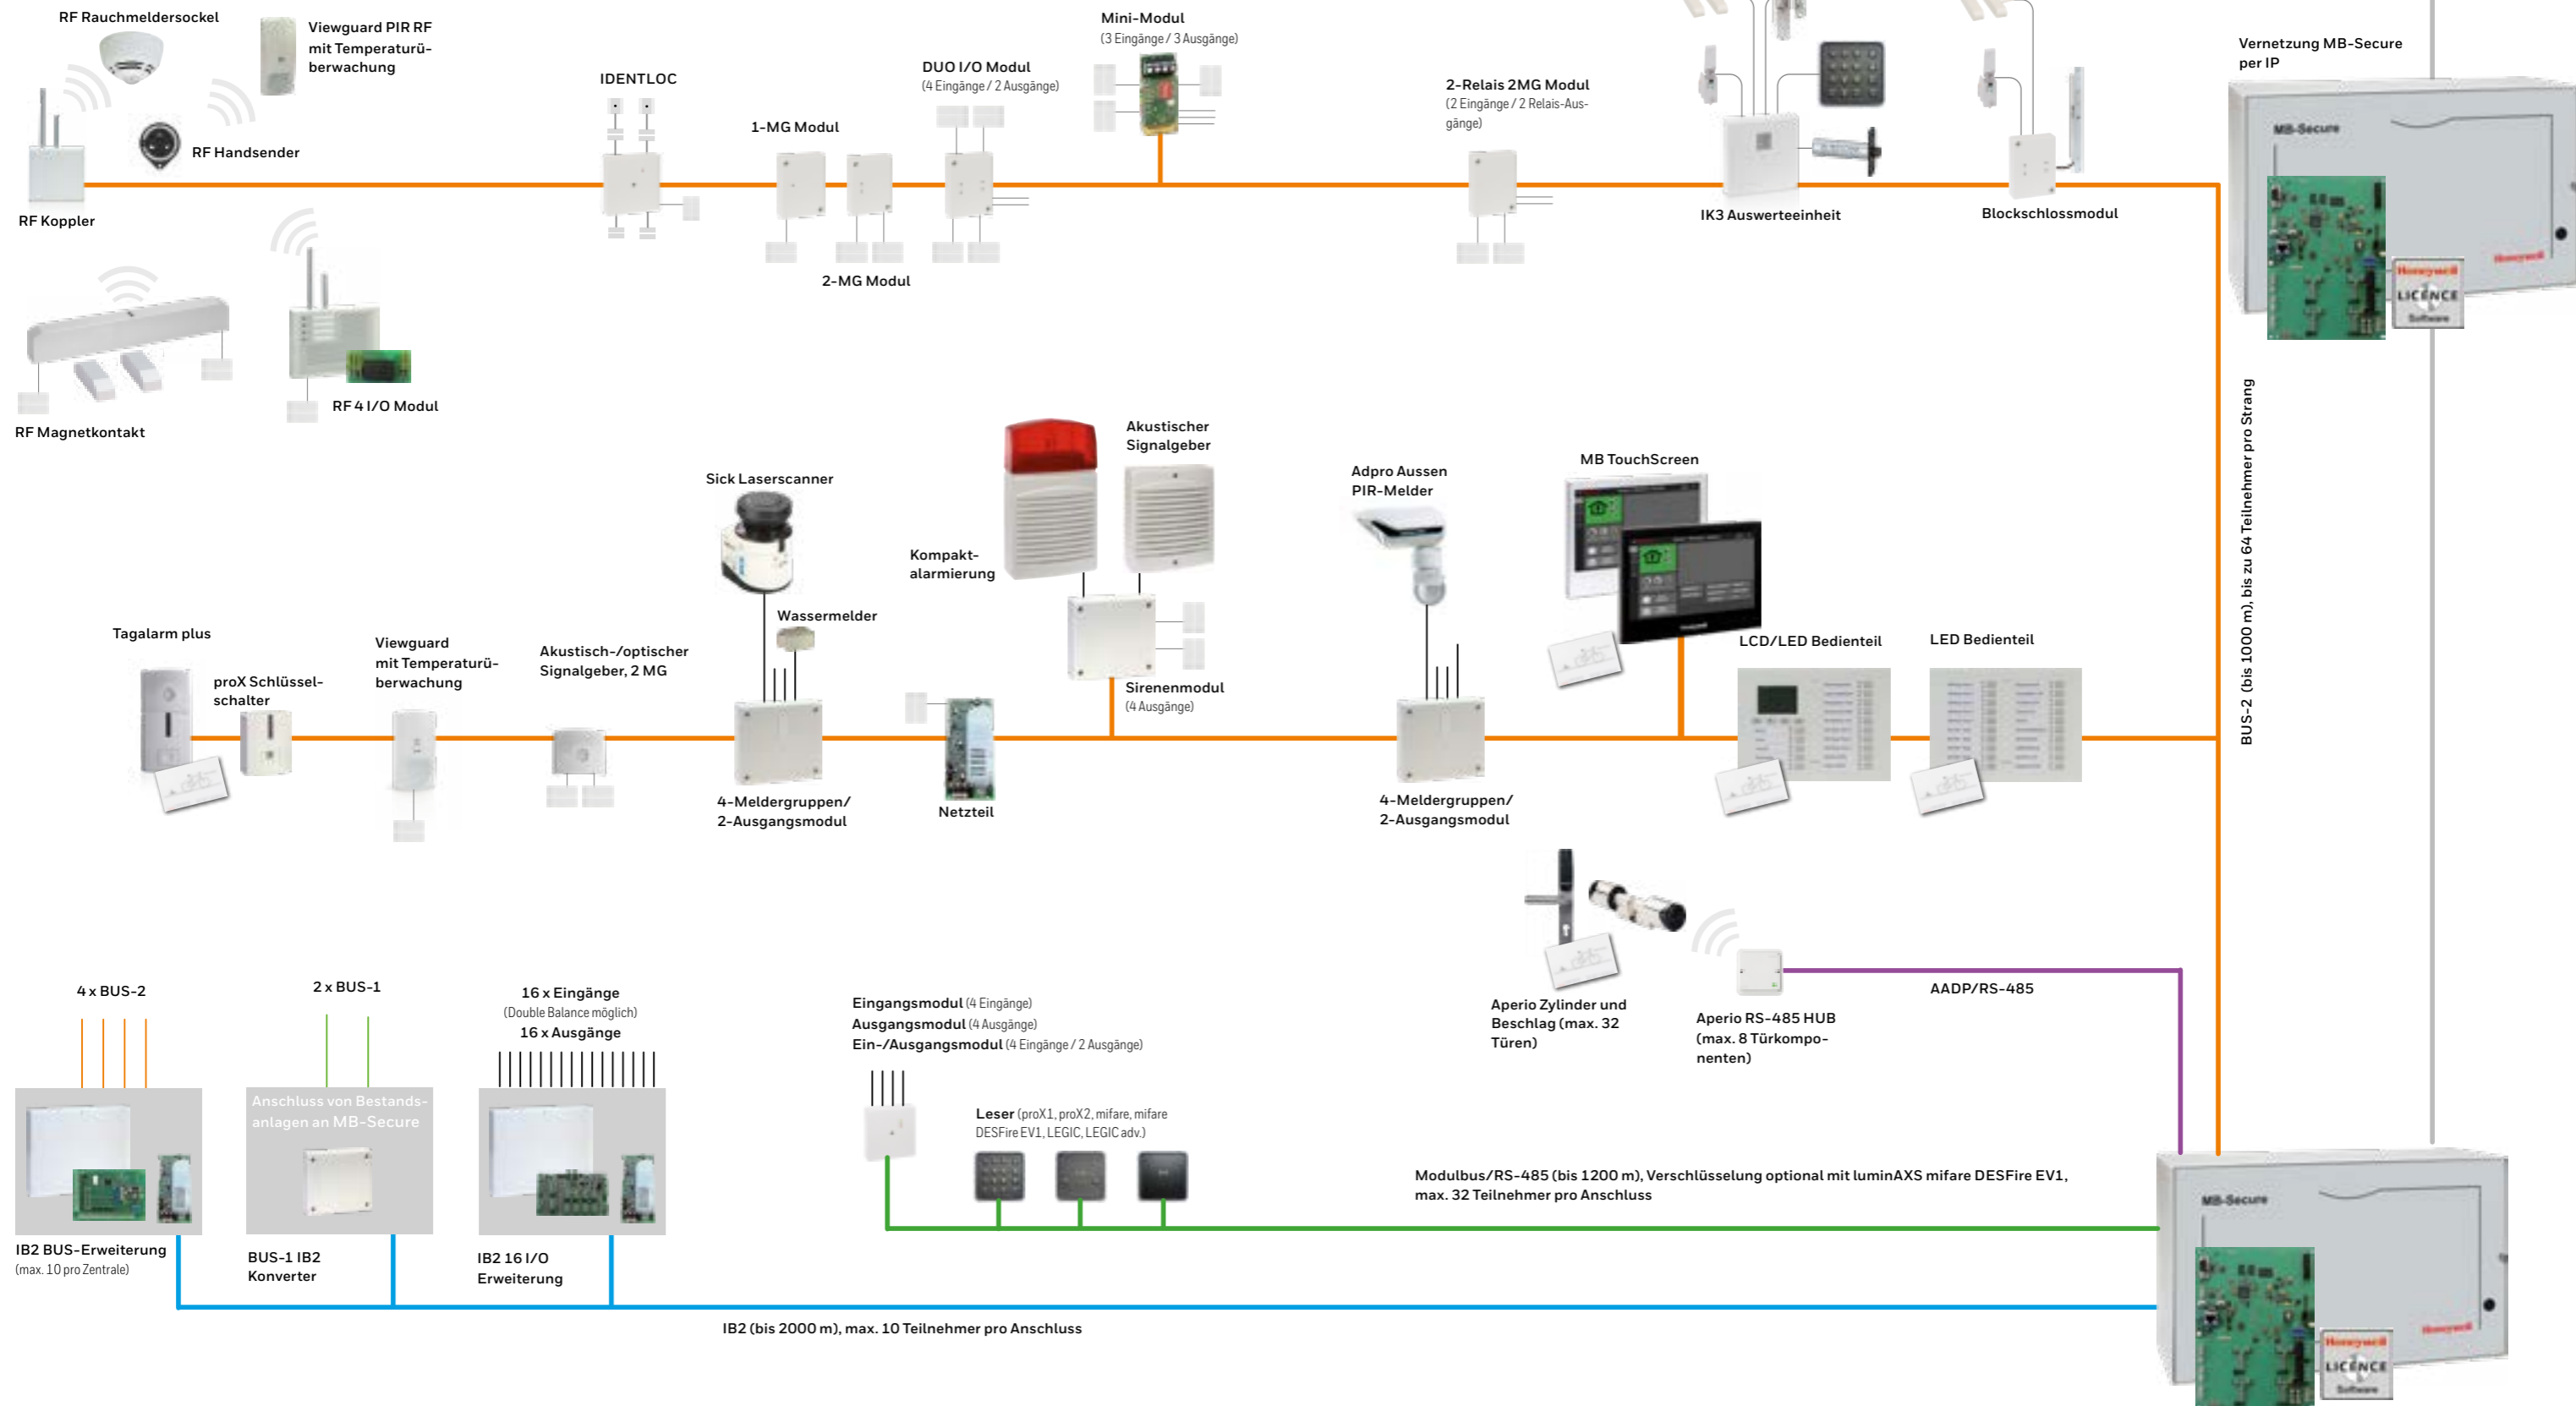 RF Rauchmeldersockel
Viewguard PIR RF
mit Temperaturü-
berwachung
RF Handsender
RF Koppler
IDENTLOC
1-MG Modul
2-MG Modul
DUO I/O Modul
(4 Eingänge / 2 Ausgänge)
Mini-Modul
(3 Eingänge / 3 Ausgänge)
2-Relais 2MG Modul
(2 Eingänge / 2 Relais-Aus-
gänge)
IK3 Auswerteeinheit
Blockschlossmodul
Vernetzung MB-Secure
per IP
MB-Secure
Honeywell
Honeywell
LICENCE
Software
RF Magnetkontakt
RF 4 I/O Modul
BUS-2 (bis 1000 m), bis zu 64 Teilnehmer pro Strang
Tagalarm plus
proX Schlüssel-
schalter
Viewguard
mit Temperaturü-
berwachung
Akustisch-/optischer
Signalgeber, 2 MG
Sick Laserscanner
Wassermelder
4-Meldergruppen/
2-Ausgangsmodul
Netzteil
Kompakt-
alarmierung
Akustischer
Signalgeber
Sirenenmodul
(4 Ausgänge)
Adpro Aussen
PIR-Melder
4-Meldergruppen/
2-Ausgangsmodul
MB TouchScreen
LCD/LED Bedienteil
LED Bedienteil
Aperio Zylinder und
Beschlag (max. 32
Türen)
Aperio RS-485 HUB
(max. 8 Türkompo-
nenten)
AADP/RS-485
4 x BUS-2
IB2 BUS-Erweiterung
(max. 10 pro Zentrale)
2 x BUS-1
Anschluss von Bestands-
anlagen an MB-Secure
BUS-1 IB2
Konverter
16 x Eingänge
(Double Balance möglich)
16 x Ausgänge
IB2 16 I/O
Erweiterung
Eingangsmodul (4 Eingänge)
Ausgangsmodul (4 Ausgänge)
Ein-/Ausgangsmodul (4 Eingänge / 2 Ausgänge)
Leser (proX1, proX2, mifare, mifare
DESFire EV1, LEGIC, LEGIC adv.)
Modulbus/RS-485 (bis 1200 m), Verschlüsselung optional mit luminAXS mifare DESFire EV1,
max. 32 Teilnehmer pro Anschluss
IB2 (bis 2000 m), max. 10 Teilnehmer pro Anschluss
MB-Secure
Honeywell
Honeywell
LICENCE
Software